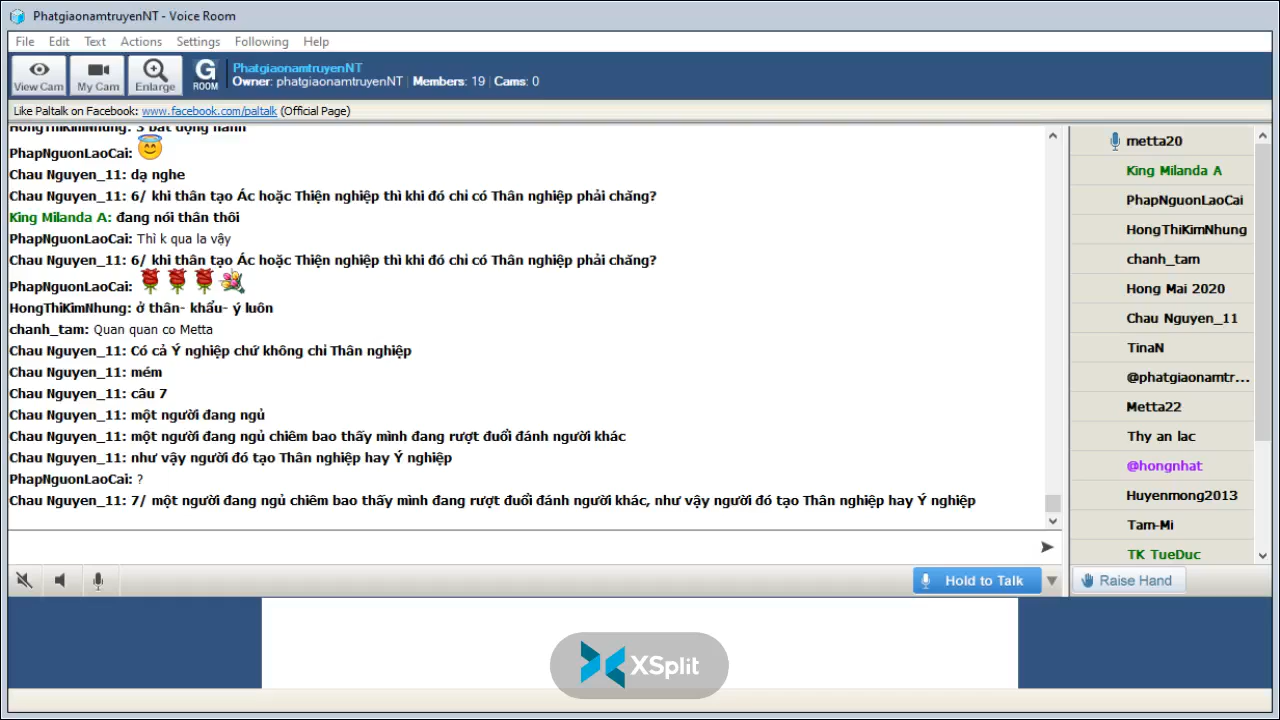 PhatgiaonamtruyenNT - Voice Room
File Edit Text Actions Settings Following Help
View Cam My Cam Enlarge G ROOM
PhatgiaonamtruyenNT
Owner: phatgiaonamtruyenNT Members: 19 Cams: 0
Like Paltalk on Facebook: www.facebook.com/paltalk (Official Page)
HongThiKimNhung: 3 bat dọng hanh
PhapNguonLaoCai:
Chau Nguyen_11: dạ nghe
Chau Nguyen_11: 6/ khi thân tạo Ác hoặc Thiện nghiệp thì khi đó chỉ có Thân nghiệp phải chăng?
King Milanda A: đang nói thân thôi
PhapNguonLaoCai: Thì k qua la vậy
Chau Nguyen_11: 6/ khi thân tạo Ác hoặc Thiện nghiệp thì khi đó chỉ có Thân nghiệp phải chăng?
PhapNguonLaoCai:
HongThiKimNhung: ở thân- khẩu- ý luôn
chanh_tam: Quan quan co Metta
Chau Nguyen_11: Có cả Ý nghiệp chứ không chỉ Thân nghiệp
Chau Nguyen_11: mém
Chau Nguyen_11: câu 7
Chau Nguyen_11: một người đang ngủ
Chau Nguyen_11: một người đang ngủ chiêm bao thấy mình đang rượt đuổi đánh người khác
Chau Nguyen_11: như vậy người đó tạo Thân nghiệp hay Ý nghiệp
PhapNguonLaoCai: ?
Chau Nguyen_11: 7/ một người đang ngủ chiêm bao thấy mình đang rượt đuổi đánh người khác, như vậy người đó tạo Thân nghiệp hay Ý nghiệp
metta20
King Milanda A
PhapNguonLaoCai
HongThiKimNhung
chanh_tam
Hong Mai 2020
Chau Nguyen_11
TinaN
@phatgiaonamtr...
Metta22
Thy an lac
@hongnhat
Huyenmong2013
Tam-Mi
TK TueDuc
Hold to Talk
Raise Hand
XSplit